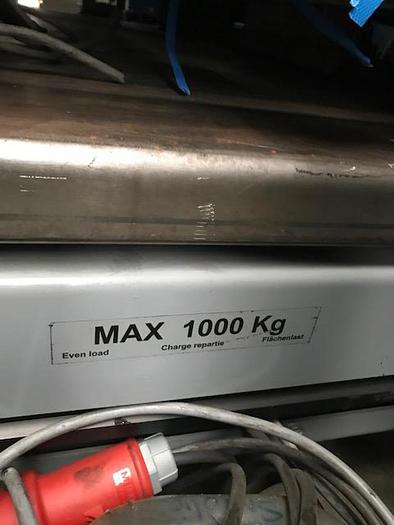 MAX 1000 Kg
Even load Charge repartie Flächenlast